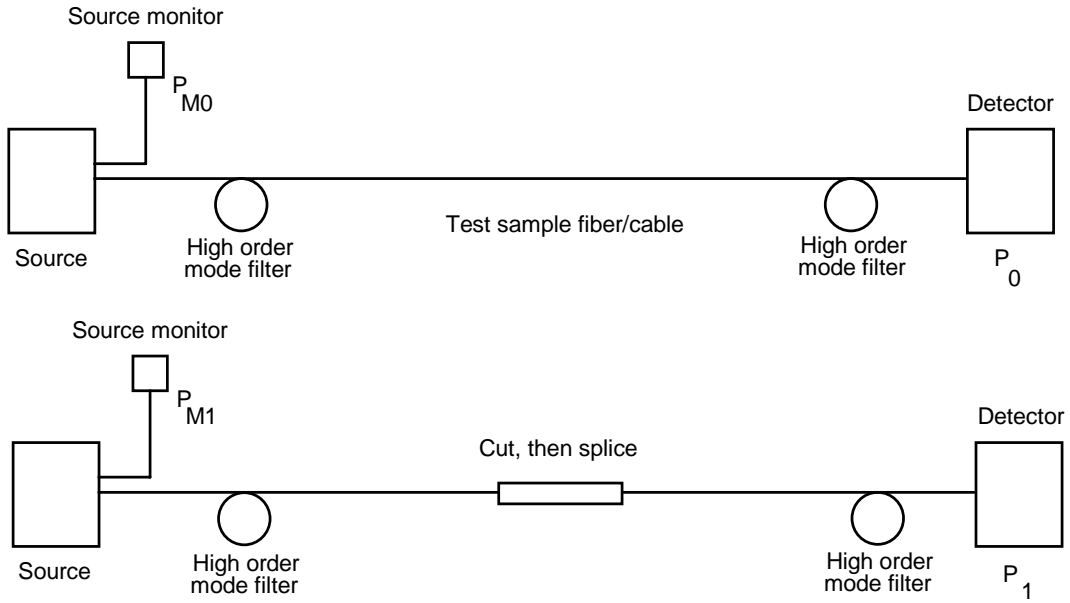 Source monitor
P
M0
Detector
Test sample fiber/cable
High order
mode filter
High order
mode filter
Source
P
0
Source monitor
P
M1
Detector
Cut, then splice
High order
mode filter
High order
mode filter
Source
P
1